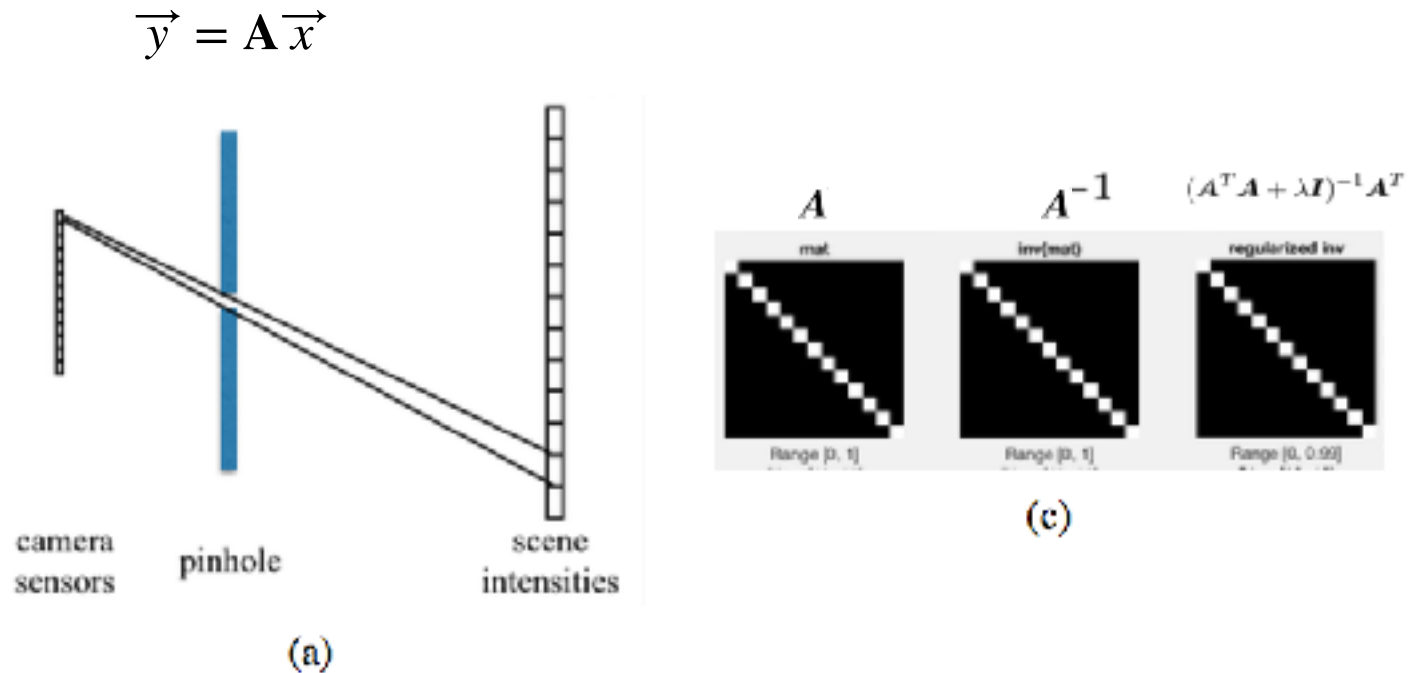 y = A x
A
A⁻¹
(AᵀA + λI)⁻¹Aᵀ
mat
inv(mat)
regularized inv
Range [0, 1]
Range [0, 1]
Range [0, 0.99]
(c)
camera sensors
pinhole
scene intensities
(a)